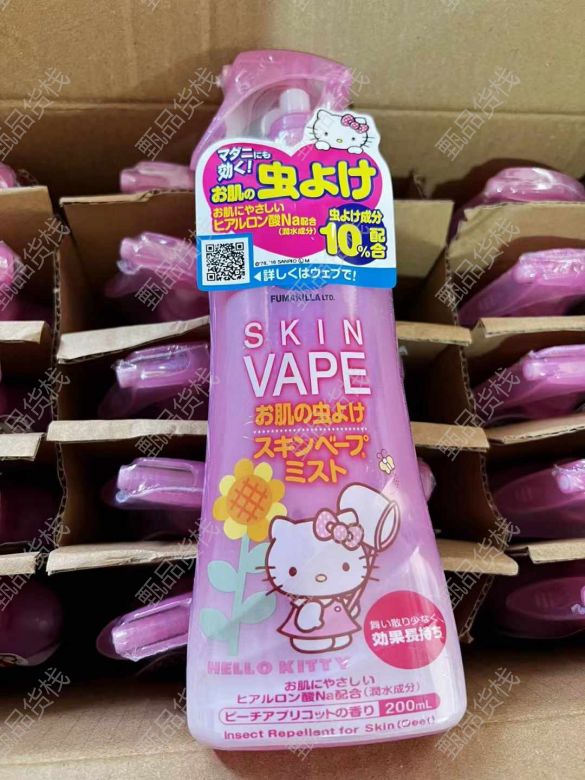 マダニにも
効く!
お肌の虫よけ
お肌にやさしい
ヒアルロン酸Na配合
(潤水成分)
虫よけ成分
10%配合
©'76,'16 SANRIO ⓁM
◀詳しくはウェブで!
FUMAKILLA LTD.
SKIN
VAPE
お肌の虫よけ
スキンベープ
ミスト
舞い散り少なく、
効果長持ち
HELLO KITTY
お肌にやさしい
ヒアルロン酸Na配合(潤水成分)
ピーチアプリコットの香り 200mL
Insect Repellent for Skin (Deet)
甄品货栈